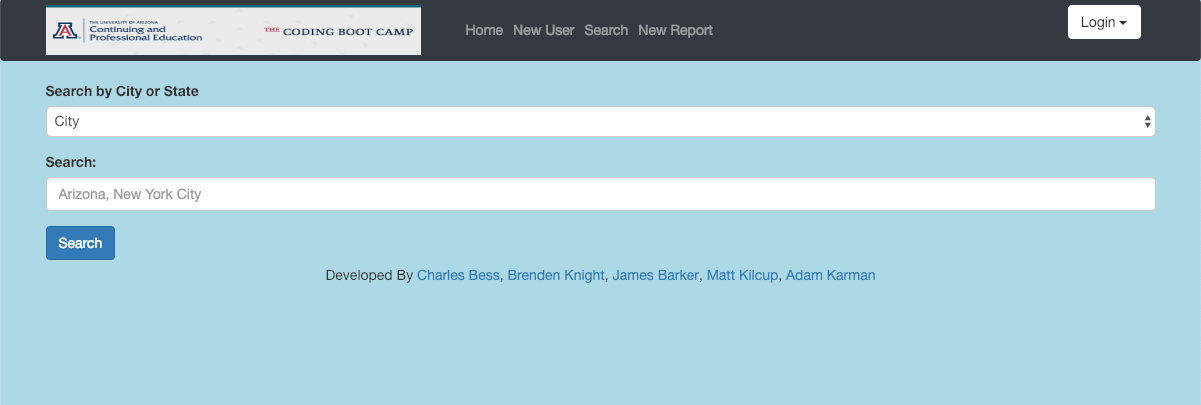 THE UNIVERSITY OF ARIZONA
Continuing and
Professional Education
THE CODING BOOT CAMP
Home New User Search New Report
Login
Search by City or State
City
Search:
Arizona, New York City
Search
Developed By Charles Bess, Brenden Knight, James Barker, Matt Kilcup, Adam Karman